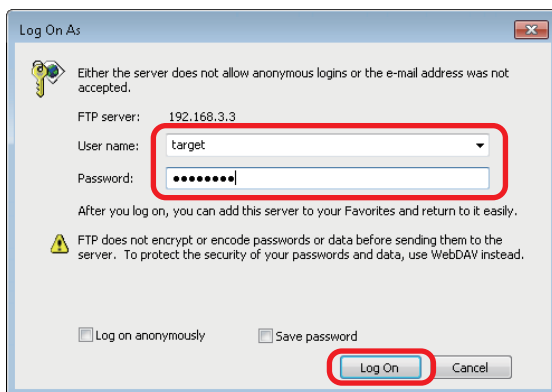 Log On As
Either the server does not allow anonymous logins or the e-mail address was not
accepted.
FTP server: 192.168.3.3
User name: target
Password: ●●●●●●●●
After you log on, you can add this server to your Favorites and return to it easily.
FTP does not encrypt or encode passwords or data before sending them to the
server. To protect the security of your passwords and data, use WebDAV instead.
Log on anonymously Save password
Log On Cancel